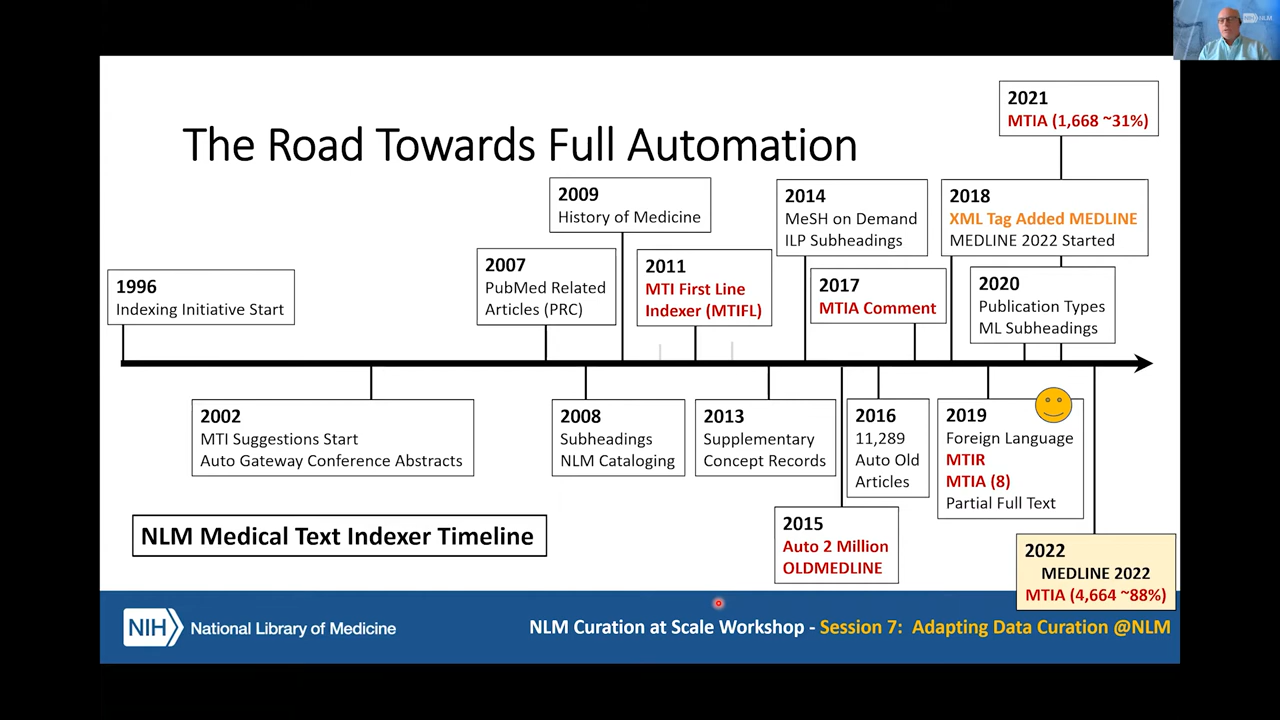 NIH NLM
The Road Towards Full Automation
2021
MTIA (1,668 ~31%)
2009
History of Medicine
2014
MeSH on Demand
ILP Subheadings
2018
XML Tag Added MEDLINE
MEDLINE 2022 Started
2007
PubMed Related
Articles (PRC)
2011
MTI First Line
Indexer (MTIFL)
2017
MTIA Comment
2020
Publication Types
ML Subheadings
1996
Indexing Initiative Start
2002
MTI Suggestions Start
Auto Gateway Conference Abstracts
2008
Subheadings
NLM Cataloging
2013
Supplementary
Concept Records
2016
11,289
Auto Old
Articles
2019
Foreign Language
MTIR
MTIA (8)
Partial Full Text
2015
Auto 2 Million
OLDMEDLINE
2022
MEDLINE 2022
MTIA (4,664 ~88%)
NLM Medical Text Indexer Timeline
NIH National Library of Medicine
NLM Curation at Scale Workshop - Session 7: Adapting Data Curation @NLM